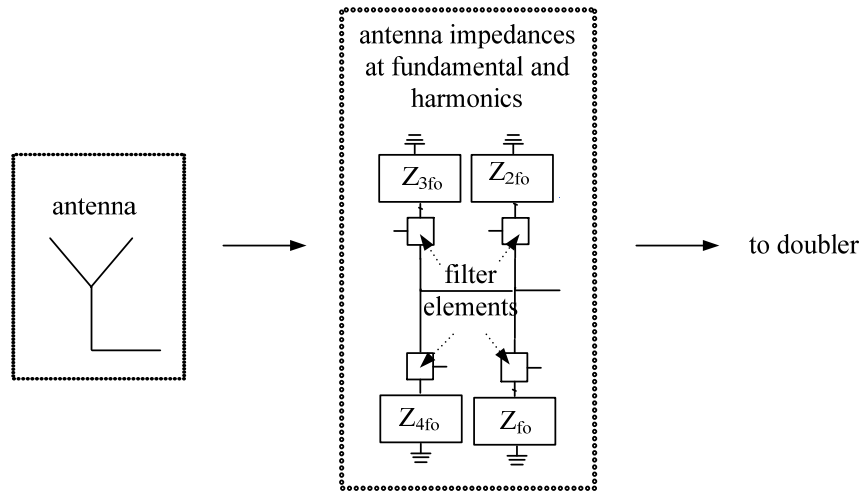 antenna impedances
at fundamental and
harmonics
Z3fo
Z2fo
antenna
to doubler
filter
elements
Z4fo
Zfo